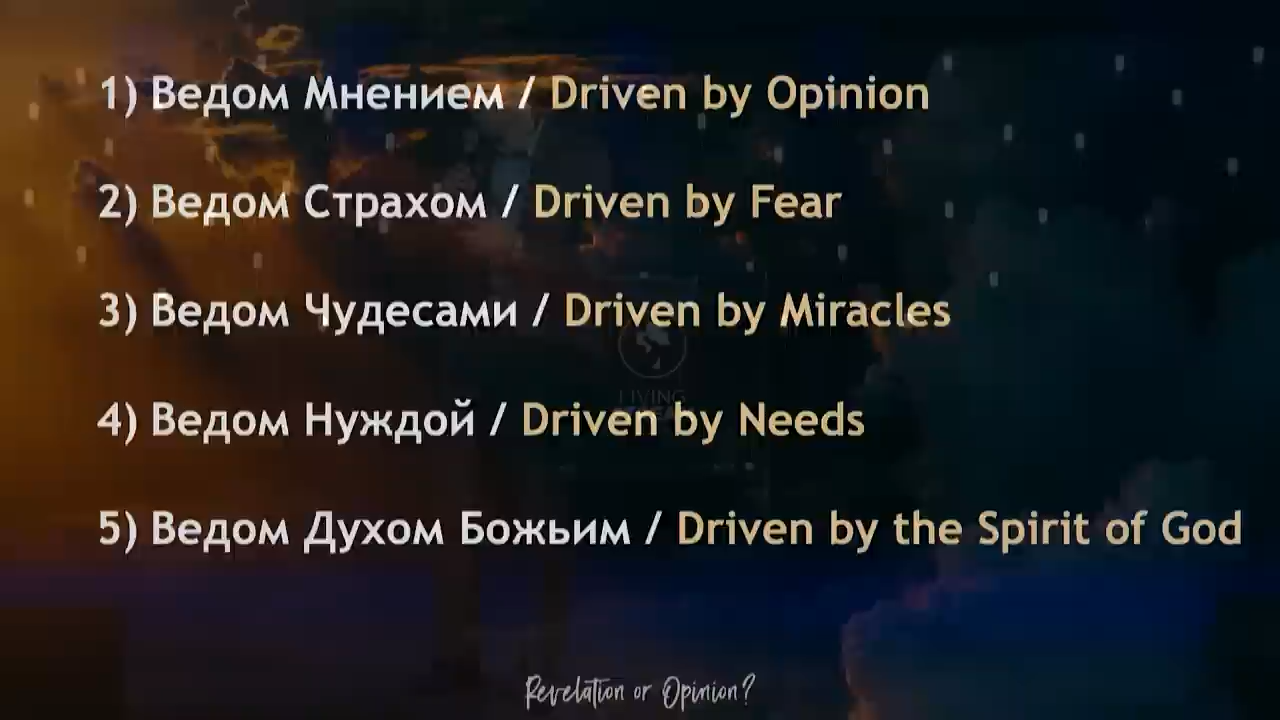 1) Ведом Мнением / Driven by Opinion
2) Ведом Страхом / Driven by Fear
3) Ведом Чудесами / Driven by Miracles
LIVING
4) Ведом Нуждой / Driven by Needs
5) Ведом Духом Божьим / Driven by the Spirit of God
Revelation or Opinion?